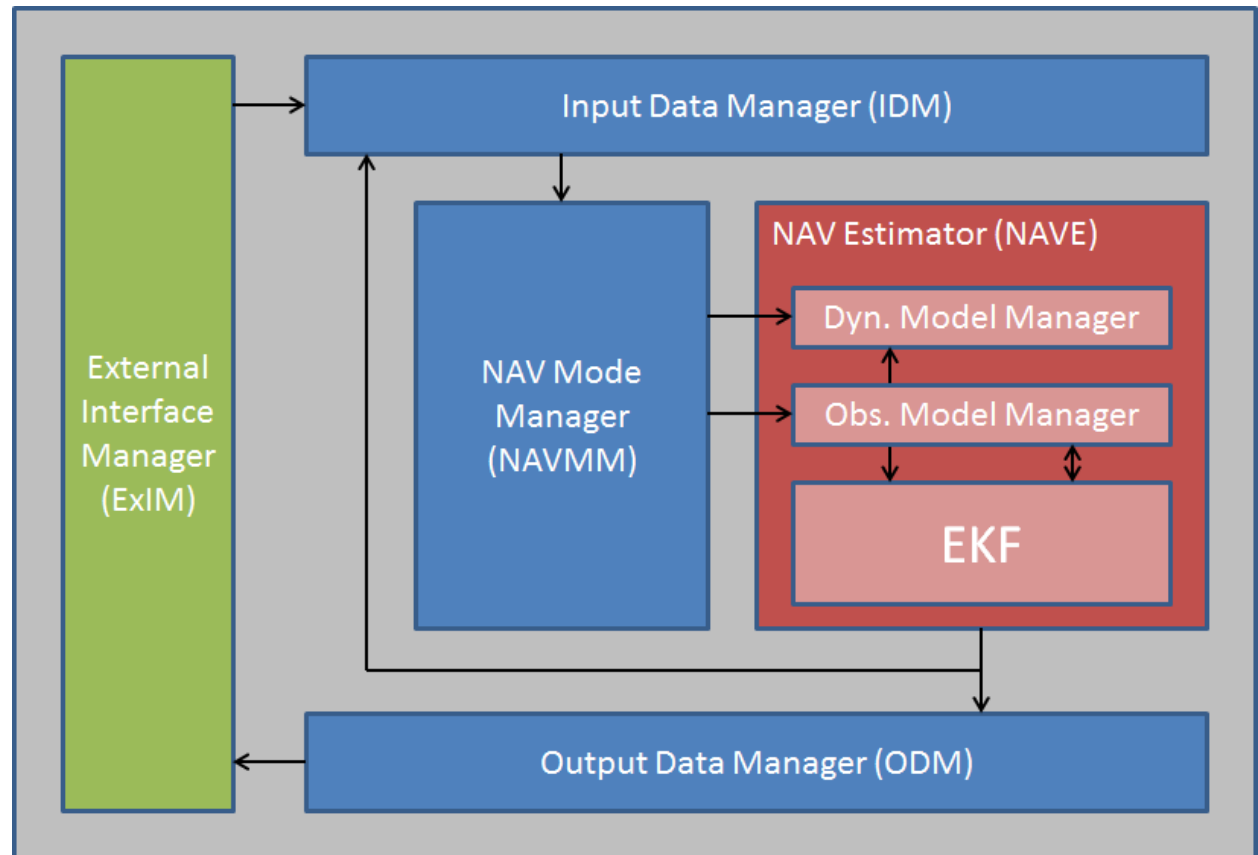 Input Data Manager (IDM)
External
Interface
Manager
(ExIM)
NAV Mode
Manager
(NAVMM)
NAV Estimator (NAVE)
Dyn. Model Manager
Obs. Model Manager
EKF
Output Data Manager (ODM)